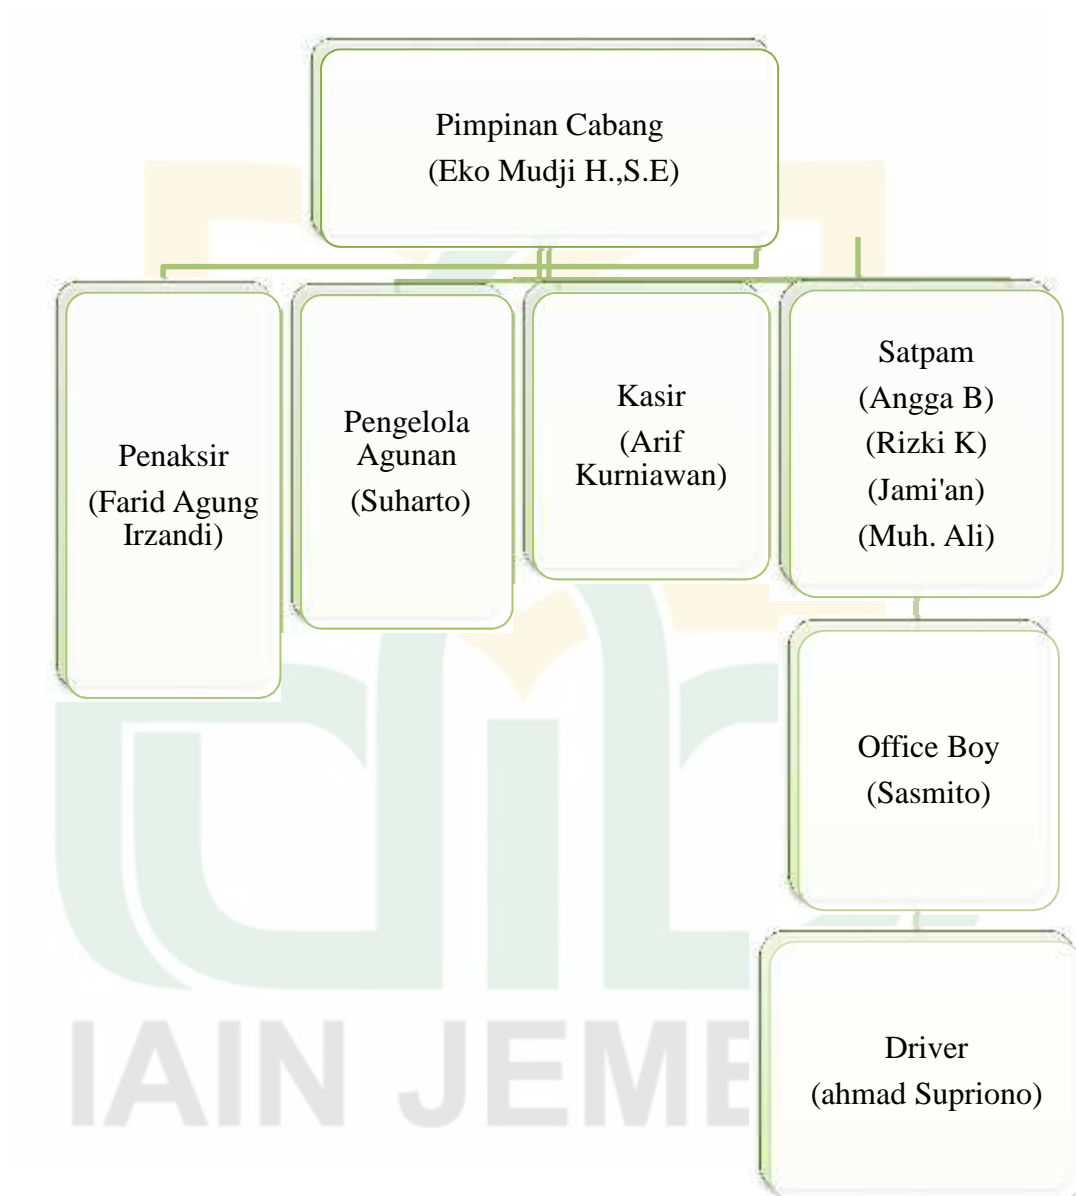 Pimpinan Cabang
(Eko Mudji H.,S.E)
Penaksir
(Farid Agung
Irzandi)
Pengelola
Agunan
(Suharto)
Kasir
(Arif
Kurniawan)
Satpam
(Angga B)
(Rizki K)
(Jami'an)
(Muh. Ali)
Office Boy
(Sasmito)
Driver
(ahmad Supriono)
IAIN JEME